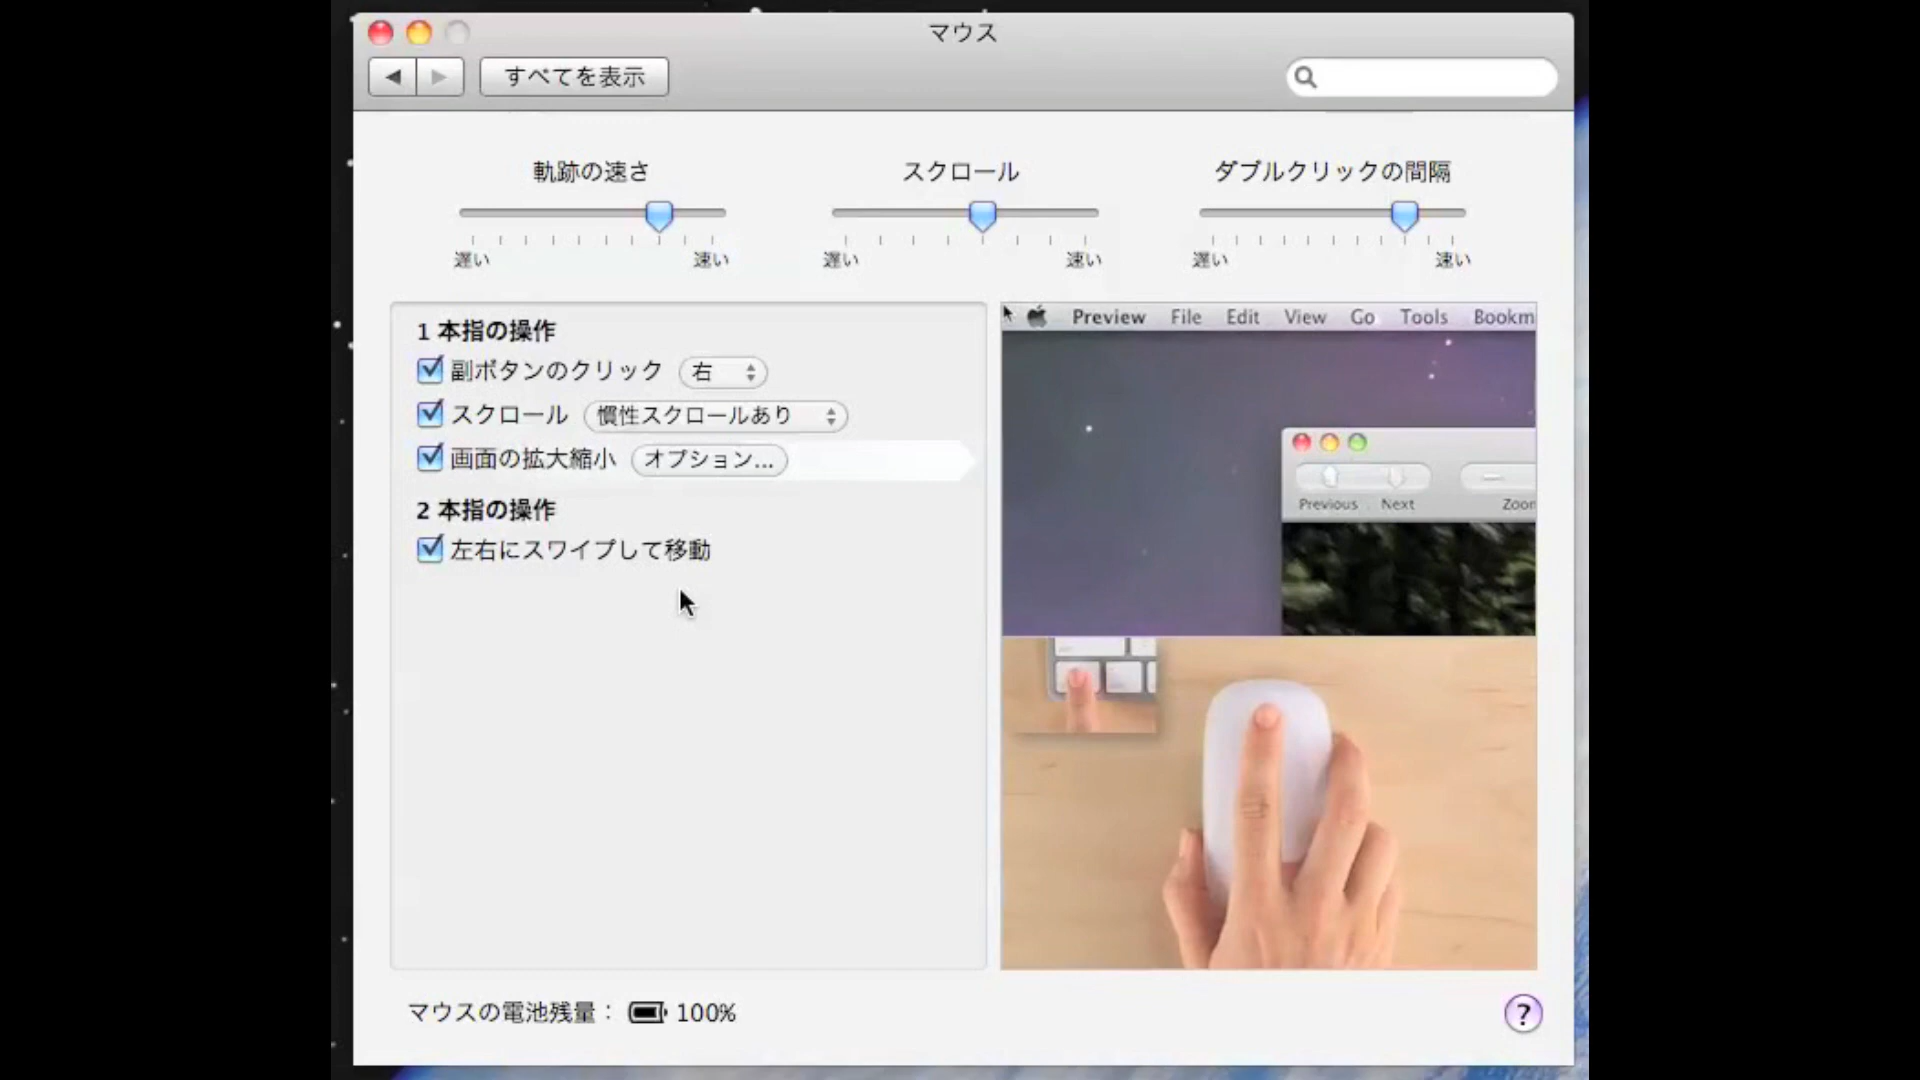 マウス
すべてを表示
軌跡の速さ
遅い 速い
スクロール
遅い 速い
ダブルクリックの間隔
遅い 速い
1 本指の操作
副ボタンのクリック 右
スクロール 慣性スクロールあり
画面の拡大縮小 オプション...
2 本指の操作
左右にスワイプして移動
Preview File Edit View Go Tools Bookm
Previous Next Zoom
マウスの電池残量： 100%
?